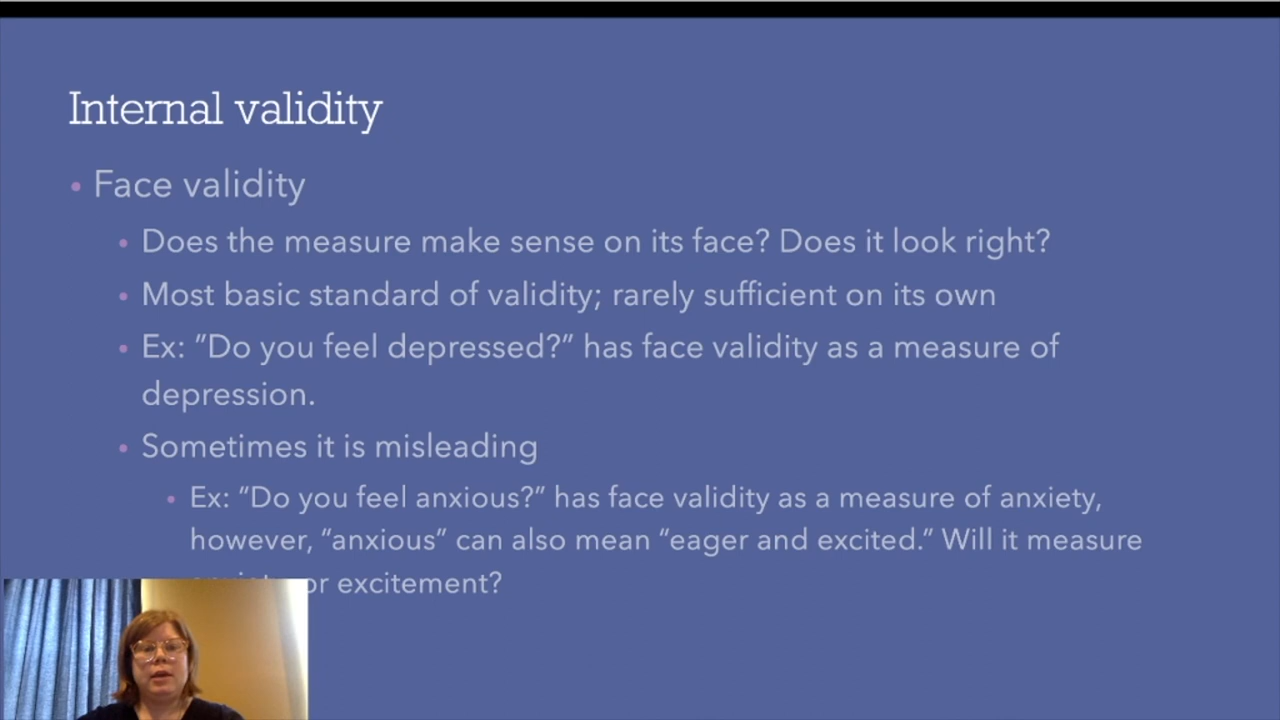 Internal validity
• Face validity
• Does the measure make sense on its face? Does it look right?
• Most basic standard of validity; rarely sufficient on its own
• Ex: “Do you feel depressed?” has face validity as a measure of
depression.
• Sometimes it is misleading
• Ex: “Do you feel anxious?” has face validity as a measure of anxiety,
however, “anxious” can also mean “eager and excited.” Will it measure
or excitement?